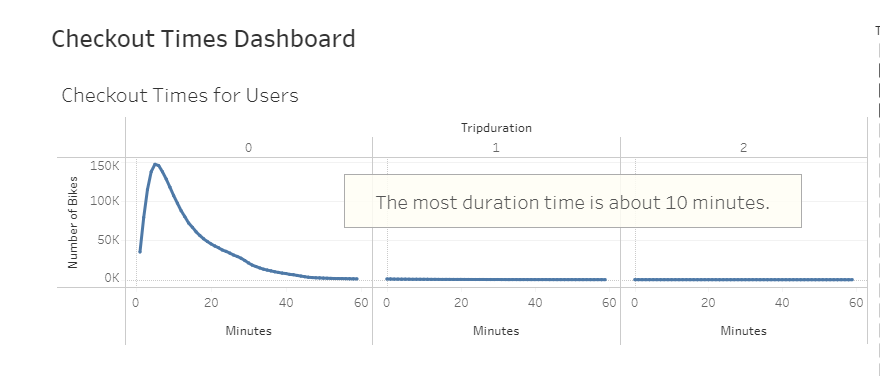 Checkout Times Dashboard
T
Checkout Times for Users
Tripduration
0 1 2
150K
100K
50K
0K
Number of Bikes
The most duration time is about 10 minutes.
0 20 40 60 0 20 40 60 0 20 40 60
Minutes Minutes Minutes